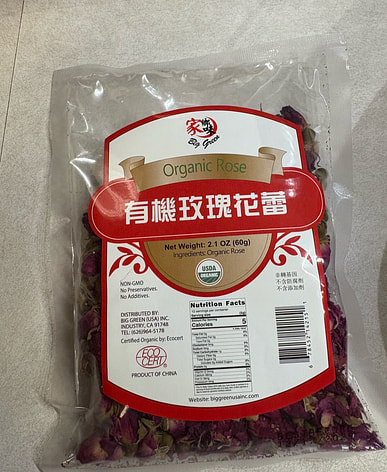 家鄉味
Big Green
Organic Rose
有機玫瑰花蕾
Net Weight: 2.1 OZ (60g)
Ingredients: Organic Rose
USDA
ORGANIC
NON-GMO
No Preservatives.
No Additives.
非轉基因
不含防腐劑
不含添加劑
DISTRIBUTED BY:
BIG GREEN (USA) INC.
INDUSTRY, CA 91748
TEL: (626)964-5178
Certified Organic by: Ecocert
ECO
CERT
PRODUCT OF CHINA
Nutrition Facts
Calories
Website: www.biggreenusainc.com